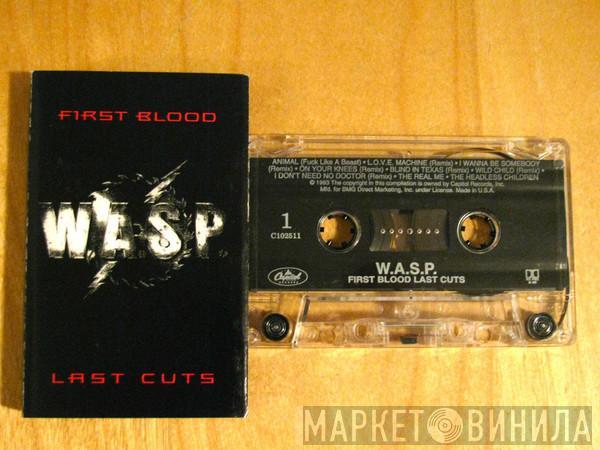 FIRST BLOOD
W.A.S.P.
LAST CUTS
ANIMAL (Fuck Like A Beast) • L.O.V.E. MACHINE (Remix) • I WANNA BE SOMEBODY
(Remix) • ON YOUR KNEES (Remix) • BLIND IN TEXAS (Remix) • WILD CHILD (Remix) •
I DON'T NEED NO DOCTOR (Remix) • THE REAL ME • THE HEADLESS CHILDREN
℗ 1993 The copyright in this compilation is owned by Capitol Records, Inc.
Mfd. for BMG Direct Marketing, Inc. under License. Made in U.S.A.
1
C102511
Capitol
W.A.S.P.
FIRST BLOOD LAST CUTS
МАРКЕТ ВИНИЛА